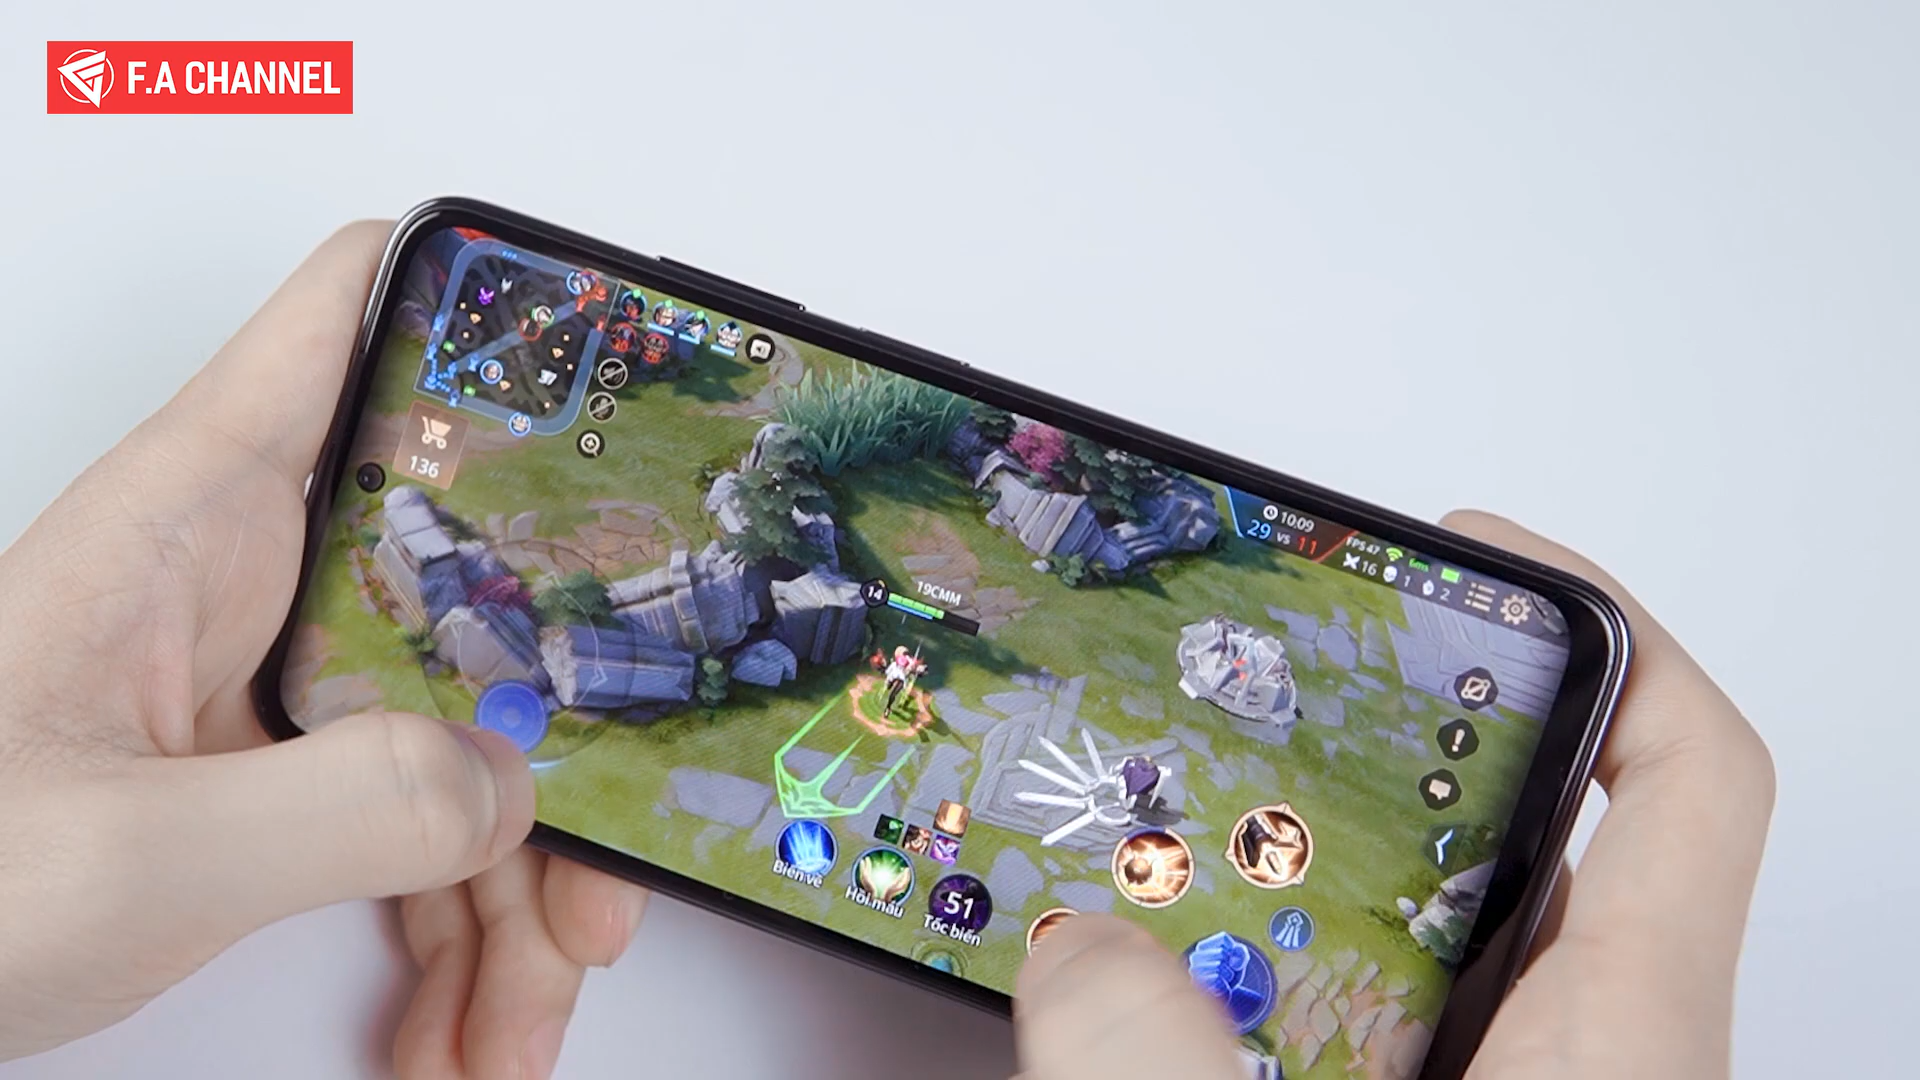 F.A CHANNEL
136
10:09
29 vs 11
FPS 47 6ms
16 1 2
14 19CMM
Biến về
Hồi máu
51
Tốc biến